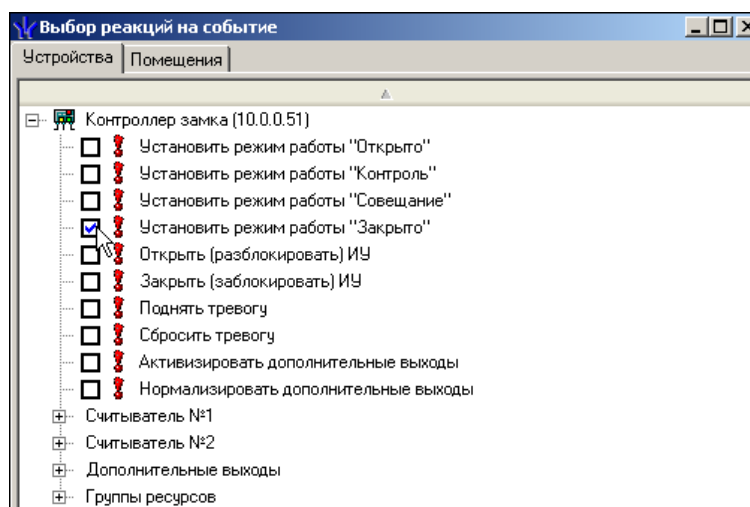 Выбор реакций на событие
Устройства Помещения
Контроллер замка (10.0.0.51)
Установить режим работы "Открыто"
Установить режим работы "Контроль"
Установить режим работы "Совещание"
Установить режим работы "Закрыто"
Открыть (разблокировать) ИУ
Закрыть (заблокировать) ИУ
Поднять тревогу
Сбросить тревогу
Активизировать дополнительные выходы
Нормализировать дополнительные выходы
Считыватель №1
Считыватель №2
Дополнительные выходы
Группы ресурсов